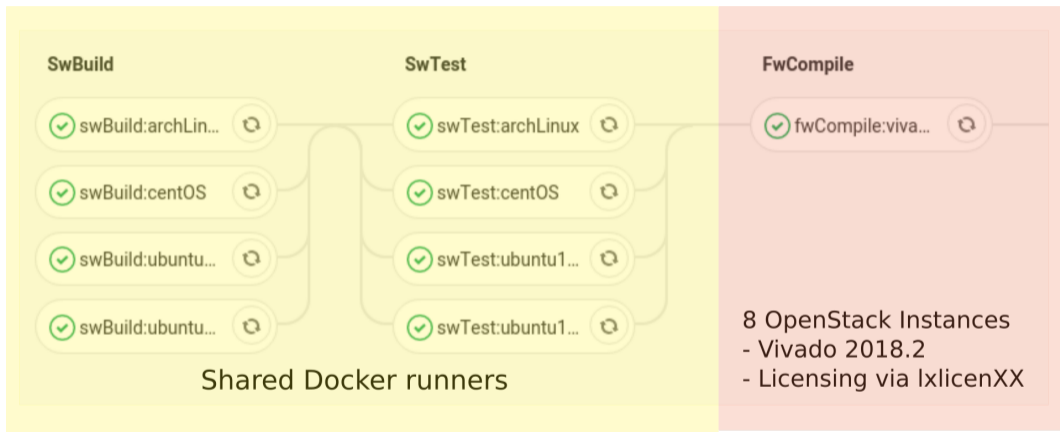 SwBuild
swBuild:archLin...
swBuild:centOS
swBuild:ubuntu...
swBuild:ubuntu...
SwTest
swTest:archLinux
swTest:centOS
swTest:ubuntu1...
swTest:ubuntu1...
Shared Docker runners
FwCompile
fwCompile:viva...
8 OpenStack Instances
- Vivado 2018.2
- Licensing via lxlicenXX